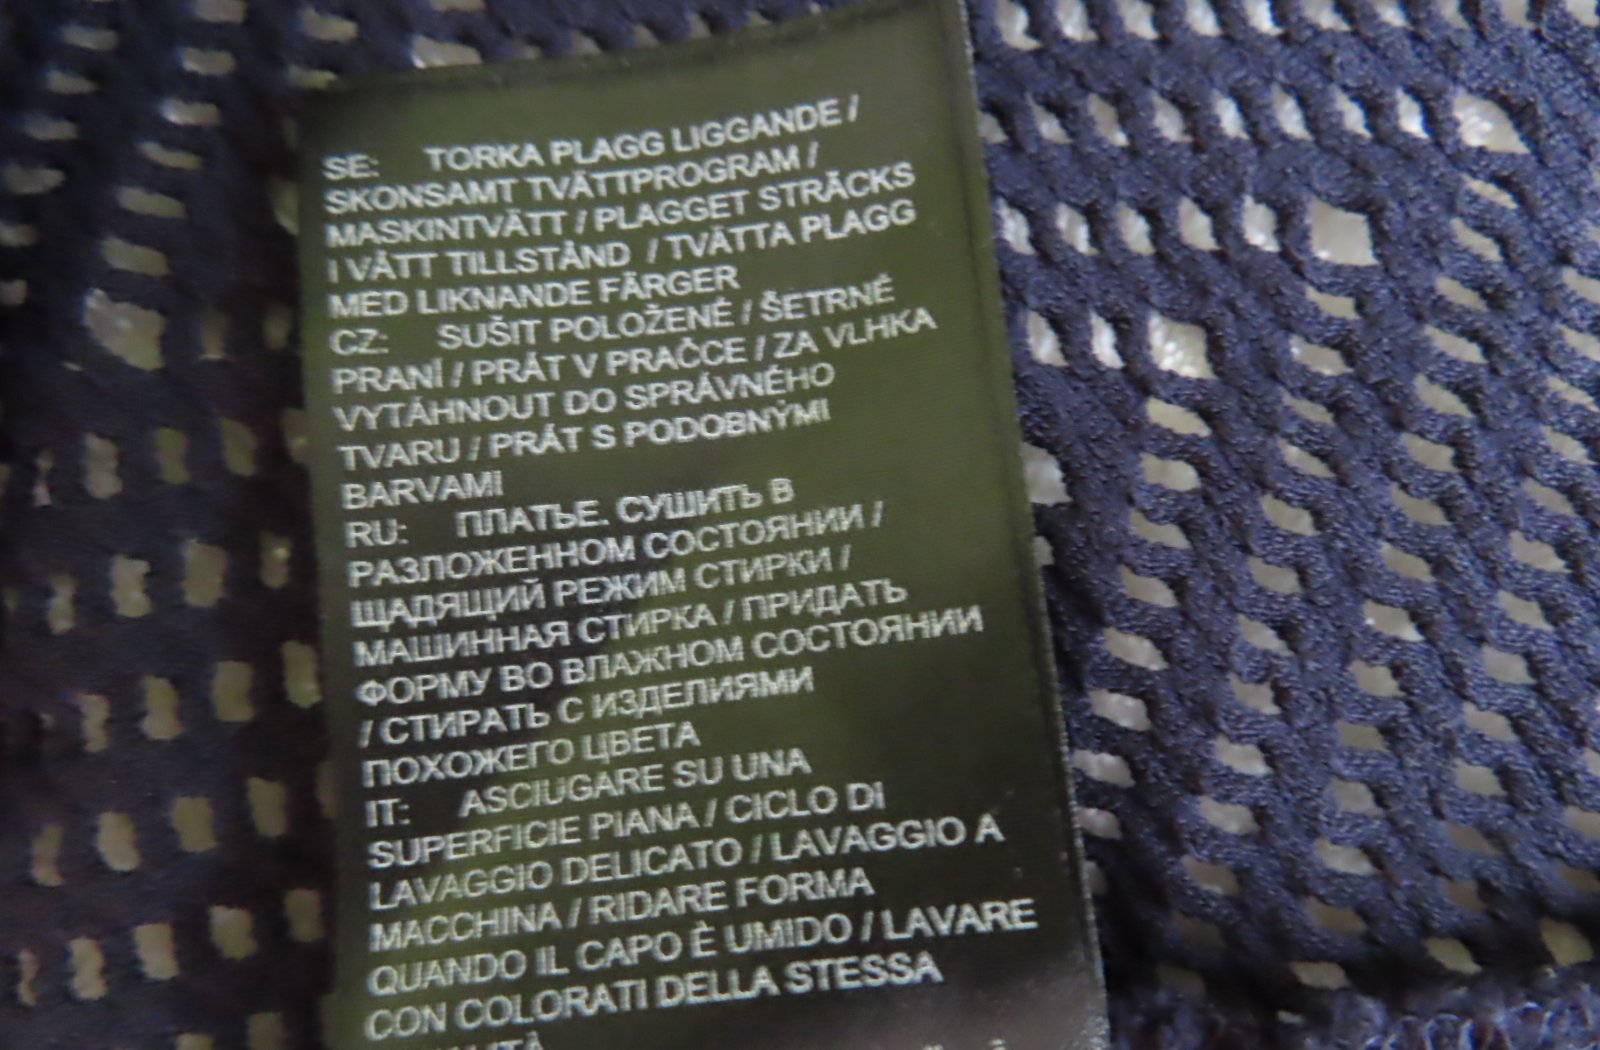 SE: TORKA PLAGG LIGGANDE /
SKONSAMT TVÄTTPROGRAM /
MASKINTVÄTT / PLAGGET STRÄCKS
I VÅTT TILLSTÅND / TVÄTTA PLAGG
MED LIKNANDE FÄRGER
CZ: SUŠIT POLOŽENÉ / ŠETRNÉ
PRANÍ / PRÁT V PRAČCE / ZA VLHKA
VYTÁHNOUT DO SPRÁVNÉHO
TVARU / PRÁT S PODOBNÝMI
BARVAMI
RU: ПЛАТЬЕ. СУШИТЬ В
РАЗЛОЖЕННОМ СОСТОЯНИИ /
ЩАДЯЩИЙ РЕЖИМ СТИРКИ /
МАШИННАЯ СТИРКА / ПРИДАТЬ
ФОРМУ ВО ВЛАЖНОМ СОСТОЯНИИ
/ СТИРАТЬ С ИЗДЕЛИЯМИ
ПОХОЖЕГО ЦВЕТА
IT: ASCIUGARE SU UNA
SUPERFICIE PIANA / CICLO DI
LAVAGGIO DELICATO / LAVAGGIO A
MACCHINA / RIDARE FORMA
QUANDO IL CAPO È UMIDO / LAVARE
CON COLORATI DELLA STESSA